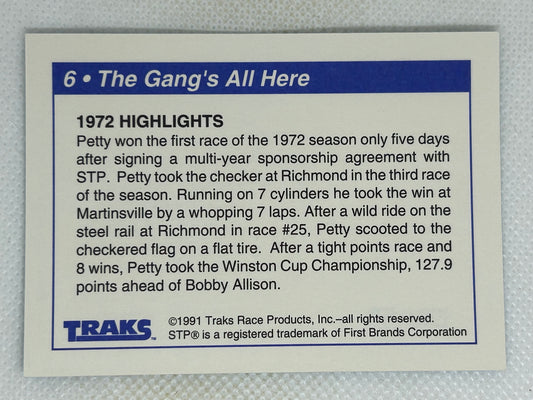 6 • The Gang's All Here
1972 HIGHLIGHTS
Petty won the first race of the 1972 season only five days
after signing a multi-year sponsorship agreement with
STP. Petty took the checker at Richmond in the third race
of the season. Running on 7 cylinders he took the win at
Martinsville by a whopping 7 laps. After a wild ride on the
steel rail at Richmond in race #25, Petty scooted to the
checkered flag on a flat tire. After a tight points race and
8 wins, Petty took the Winston Cup Championship, 127.9
points ahead of Bobby Allison.
TRAKS™ ©1991 Traks Race Products, Inc.–all rights reserved.
STP® is a registered trademark of First Brands Corporation